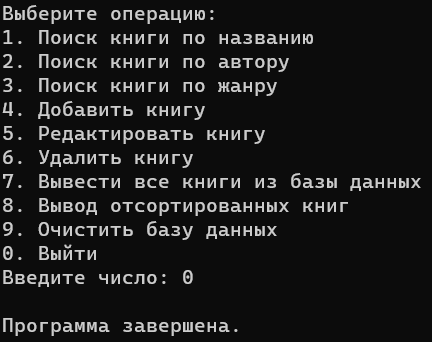 Выберите операцию:
1. Поиск книги по названию
2. Поиск книги по автору
3. Поиск книги по жанру
4. Добавить книгу
5. Редактировать книгу
6. Удалить книгу
7. Вывести все книги из базы данных
8. Вывод отсортированных книг
9. Очистить базу данных
0. Выйти
Введите число: 0
Программа завершена.